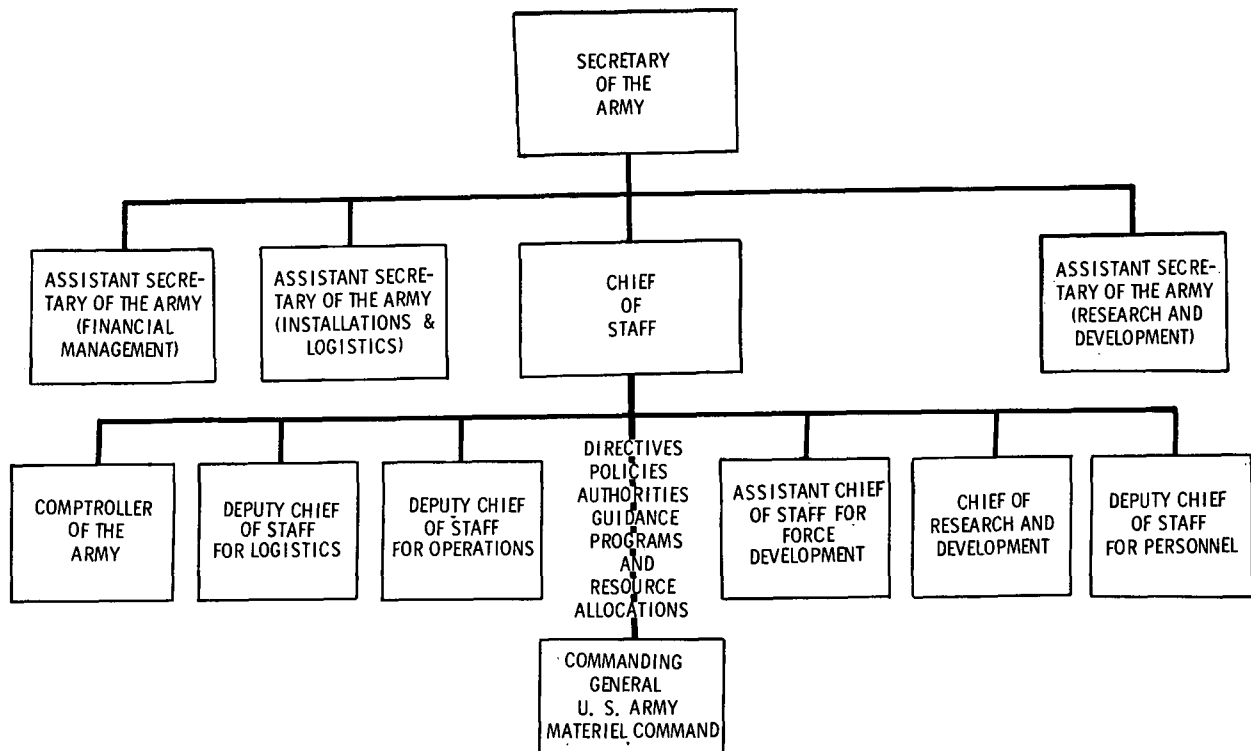 SECRETARY
OF THE
ARMY
ASSISTANT SECRE-
TARY OF THE ARMY
(FINANCIAL
MANAGEMENT)
ASSISTANT SECRE-
TARY OF THE ARMY
(INSTALLATIONS &
LOGISTICS)
CHIEF
OF
STAFF
ASSISTANT SECRE-
TARY OF THE ARMY
(RESEARCH AND
DEVELOPMENT)
COMPTROLLER
OF THE
ARMY
DEPUTY CHIEF
OF STAFF
FOR LOGISTICS
DEPUTY CHIEF
OF STAFF
FOR OPERATIONS
DIRECTIVES
POLICIES
AUTHORITIES
GUIDANCE
PROGRAMS
AND
RESOURCE
ALLOCATIONS
ASSISTANT CHIEF
OF STAFF FOR
FORCE
DEVELOPMENT
CHIEF OF
RESEARCH AND
DEVELOPMENT
DEPUTY CHIEF
OF STAFF
FOR PERSONNEL
COMMANDING
GENERAL
U. S. ARMY
MATERIEL COMMAND